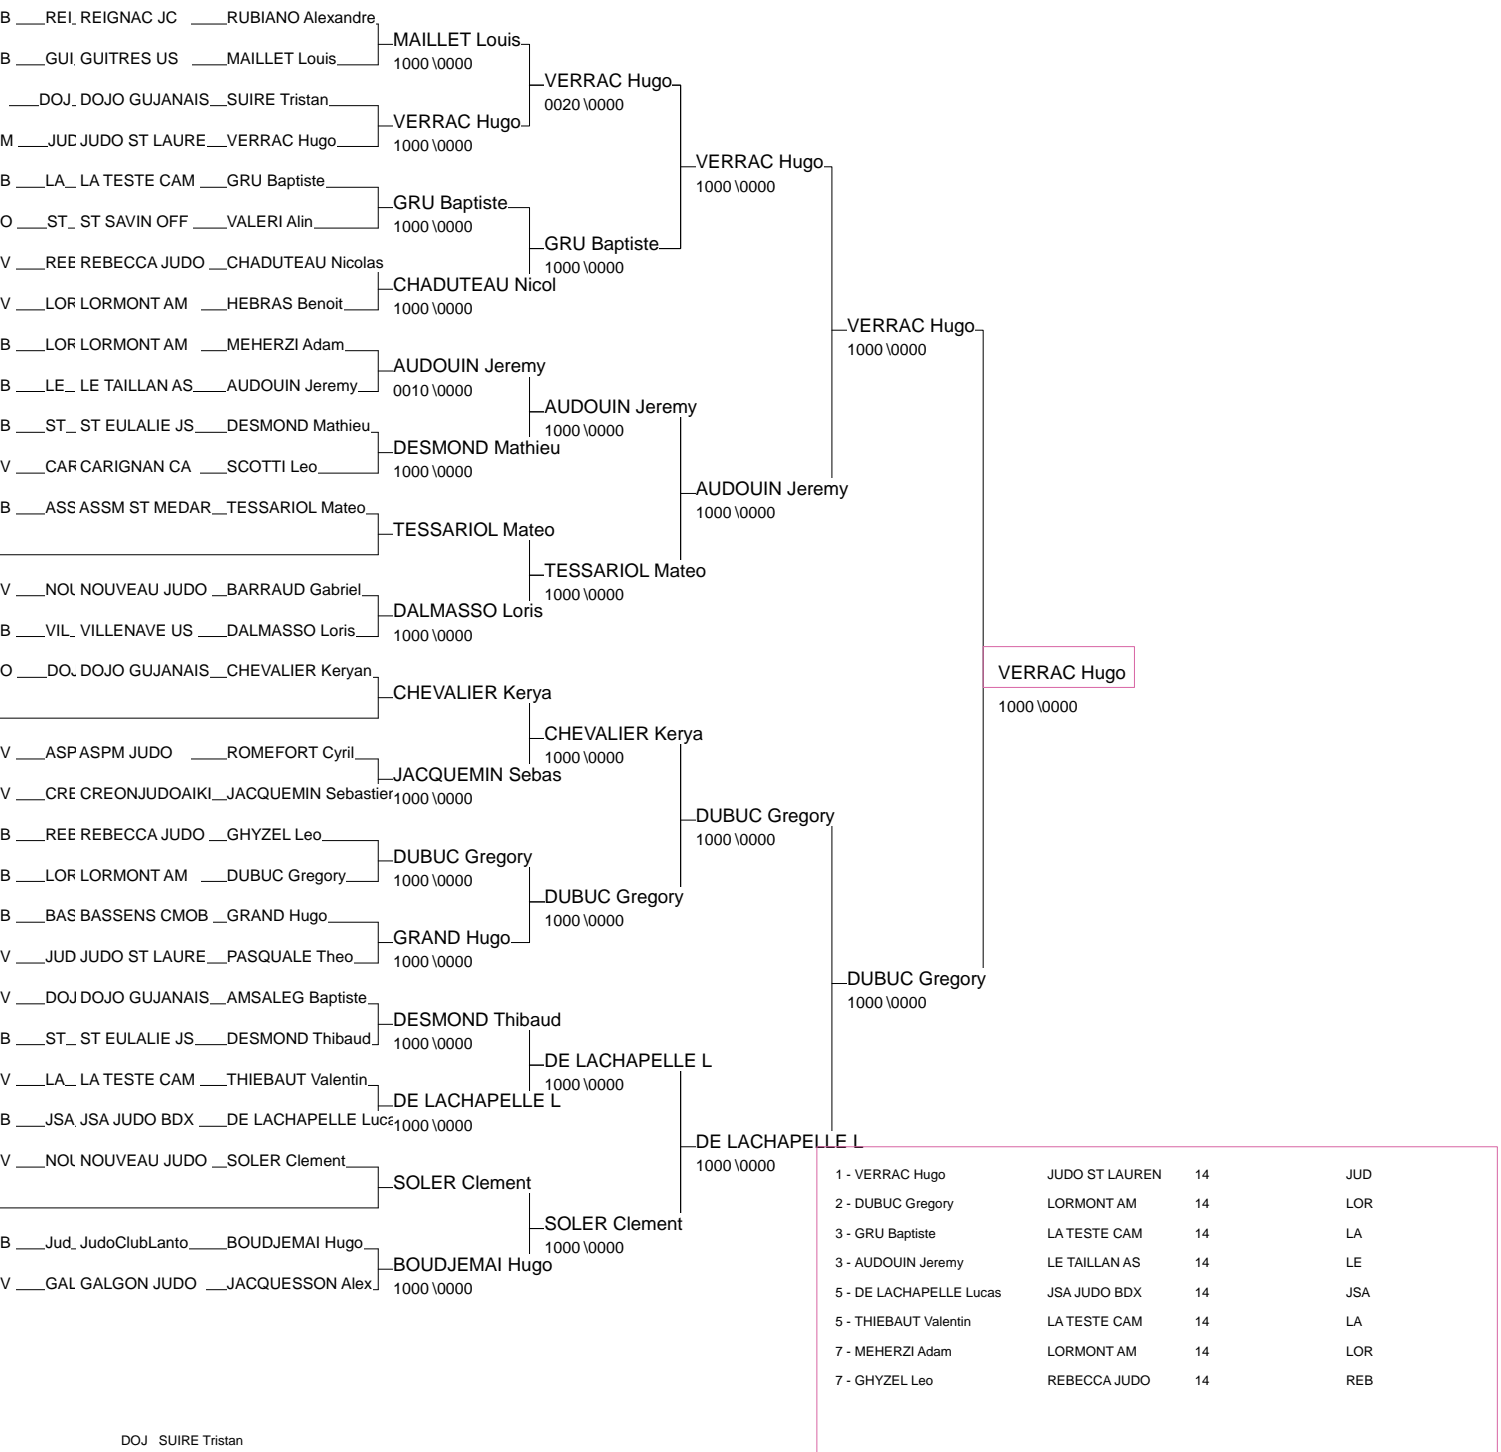 B REI REIGNAC JC RUBIANO Alexandre
MAILLET Louis
1000 \0000
B GUI GUITRES US MAILLET Louis
VERRAC Hugo
0020 \0000
DOJ DOJO GUJANAIS SUIRE Tristan
VERRAC Hugo
1000 \0000
M JUD JUDO ST LAURE VERRAC Hugo
VERRAC Hugo
1000 \0000
B LA LA TESTE CAM GRU Baptiste
GRU Baptiste
1000 \0000
O ST ST SAVIN OFF VALERI Alin
GRU Baptiste
1000 \0000
V REB REBECCA JUDO CHADUTEAU Nicolas
CHADUTEAU Nicol
1000 \0000
V LOR LORMONT AM HEBRAS Benoit
VERRAC Hugo
1000 \0000
B LOR LORMONT AM MEHERZI Adam
AUDOUIN Jeremy
0010 \0000
B LE LE TAILLAN AS AUDOUIN Jeremy
AUDOUIN Jeremy
1000 \0000
B ST ST EULALIE JS DESMOND Mathieu
DESMOND Mathieu
1000 \0000
V CAR CARIGNAN CA SCOTTI Leo
AUDOUIN Jeremy
1000 \0000
B ASS ASSM ST MEDAR TESSARIOL Mateo
TESSARIOL Mateo
TESSARIOL Mateo
1000 \0000
V NOU NOUVEAU JUDO BARRAUD Gabriel
DALMASSO Loris
1000 \0000
B VIL VILLENAVE US DALMASSO Loris
VERRAC Hugo
1000 \0000
O DOJ DOJO GUJANAIS CHEVALIER Keryan
CHEVALIER Kerya
CHEVALIER Kerya
1000 \0000
V ASP ASPM JUDO ROMEFORT Cyril
JACQUEMIN Sebas
1000 \0000
V CRE CREONJUDOAIKI JACQUEMIN Sebastien
DUBUC Gregory
1000 \0000
B REB REBECCA JUDO GHYZEL Leo
DUBUC Gregory
1000 \0000
B LOR LORMONT AM DUBUC Gregory
DUBUC Gregory
1000 \0000
B BAS BASSENS CMOB GRAND Hugo
GRAND Hugo
1000 \0000
V JUD JUDO ST LAURE PASQUALE Theo
DUBUC Gregory
1000 \0000
V DOJ DOJO GUJANAIS AMSALEG Baptiste
DESMOND Thibaud
1000 \0000
B ST ST EULALIE JS DESMOND Thibaud
DE LACHAPELLE L
1000 \0000
V LA LA TESTE CAM THIEBAUT Valentin
DE LACHAPELLE L
1000 \0000
B JSA JSA JUDO BDX DE LACHAPELLE Luca
DE LACHAPELLE L
1000 \0000
V NOU NOUVEAU JUDO SOLER Clement
SOLER Clement
SOLER Clement
1000 \0000
B Jud JudoClubLanto BOUDJEMAI Hugo
BOUDJEMAI Hugo
1000 \0000
V GAL GALGON JUDO JACQUESSON Alex
1 - VERRAC Hugo JUDO ST LAUREN 14 JUD
2 - DUBUC Gregory LORMONT AM 14 LOR
3 - GRU Baptiste LA TESTE CAM 14 LA
3 - AUDOUIN Jeremy LE TAILLAN AS 14 LE
5 - DE LACHAPELLE Lucas JSA JUDO BDX 14 JSA
5 - THIEBAUT Valentin LA TESTE CAM 14 LA
7 - MEHERZI Adam LORMONT AM 14 LOR
7 - GHYZEL Leo REBECCA JUDO 14 REB
DOJ SUIRE Tristan